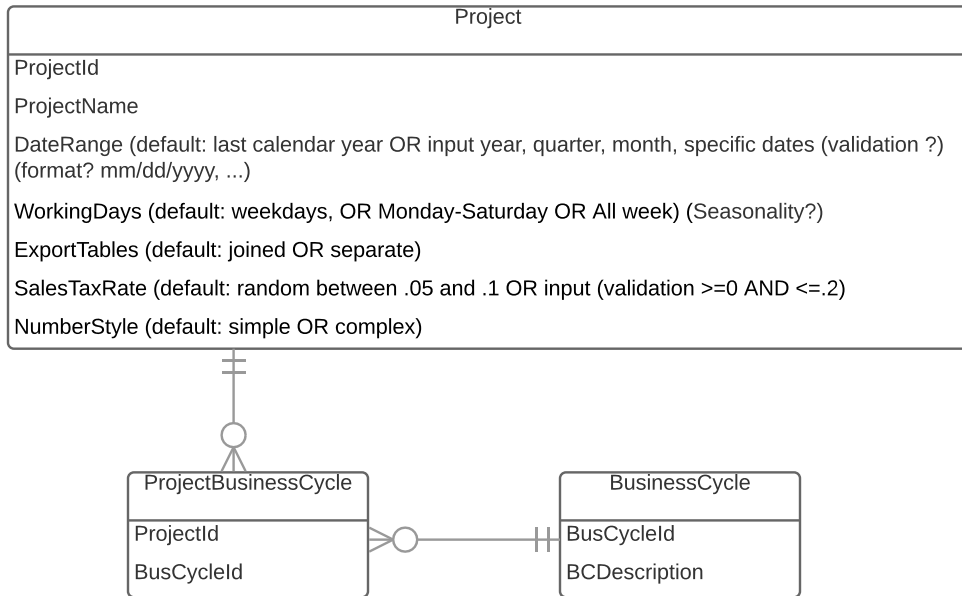 Project
ProjectId
ProjectName
DateRange (default: last calendar year OR input year, quarter, month, specific dates (validation ?)
(format? mm/dd/yyyy, ...)
WorkingDays (default: weekdays, OR Monday-Saturday OR All week) (Seasonality?)
ExportTables (default: joined OR separate)
SalesTaxRate (default: random between .05 and .1 OR input (validation >=0 AND <=.2)
NumberStyle (default: simple OR complex)
ProjectBusinessCycle
ProjectId
BusCycleId
BusinessCycle
BusCycleId
BCDescription